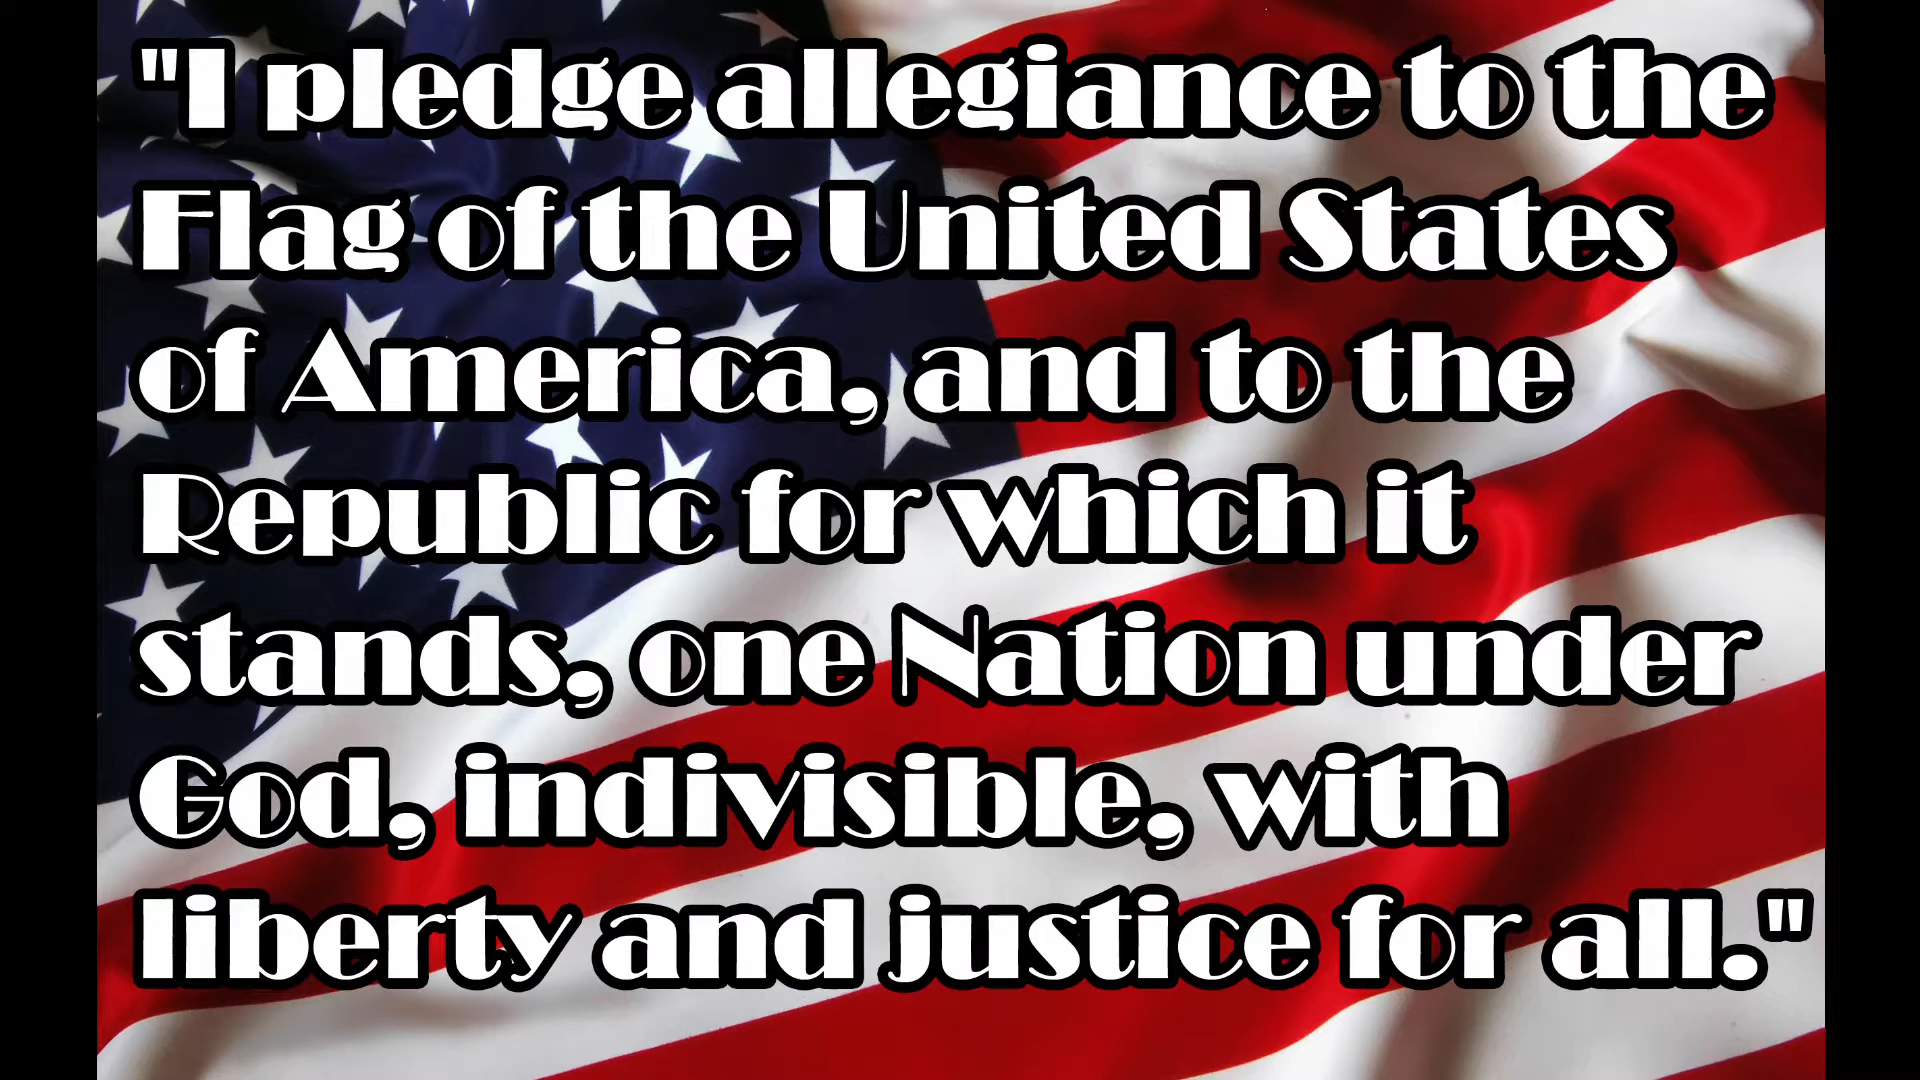 "I pledge allegiance to the
Flag of the United States
of America, and to the
Republic for which it
stands, one Nation under
God, indivisible, with
liberty and justice for all."